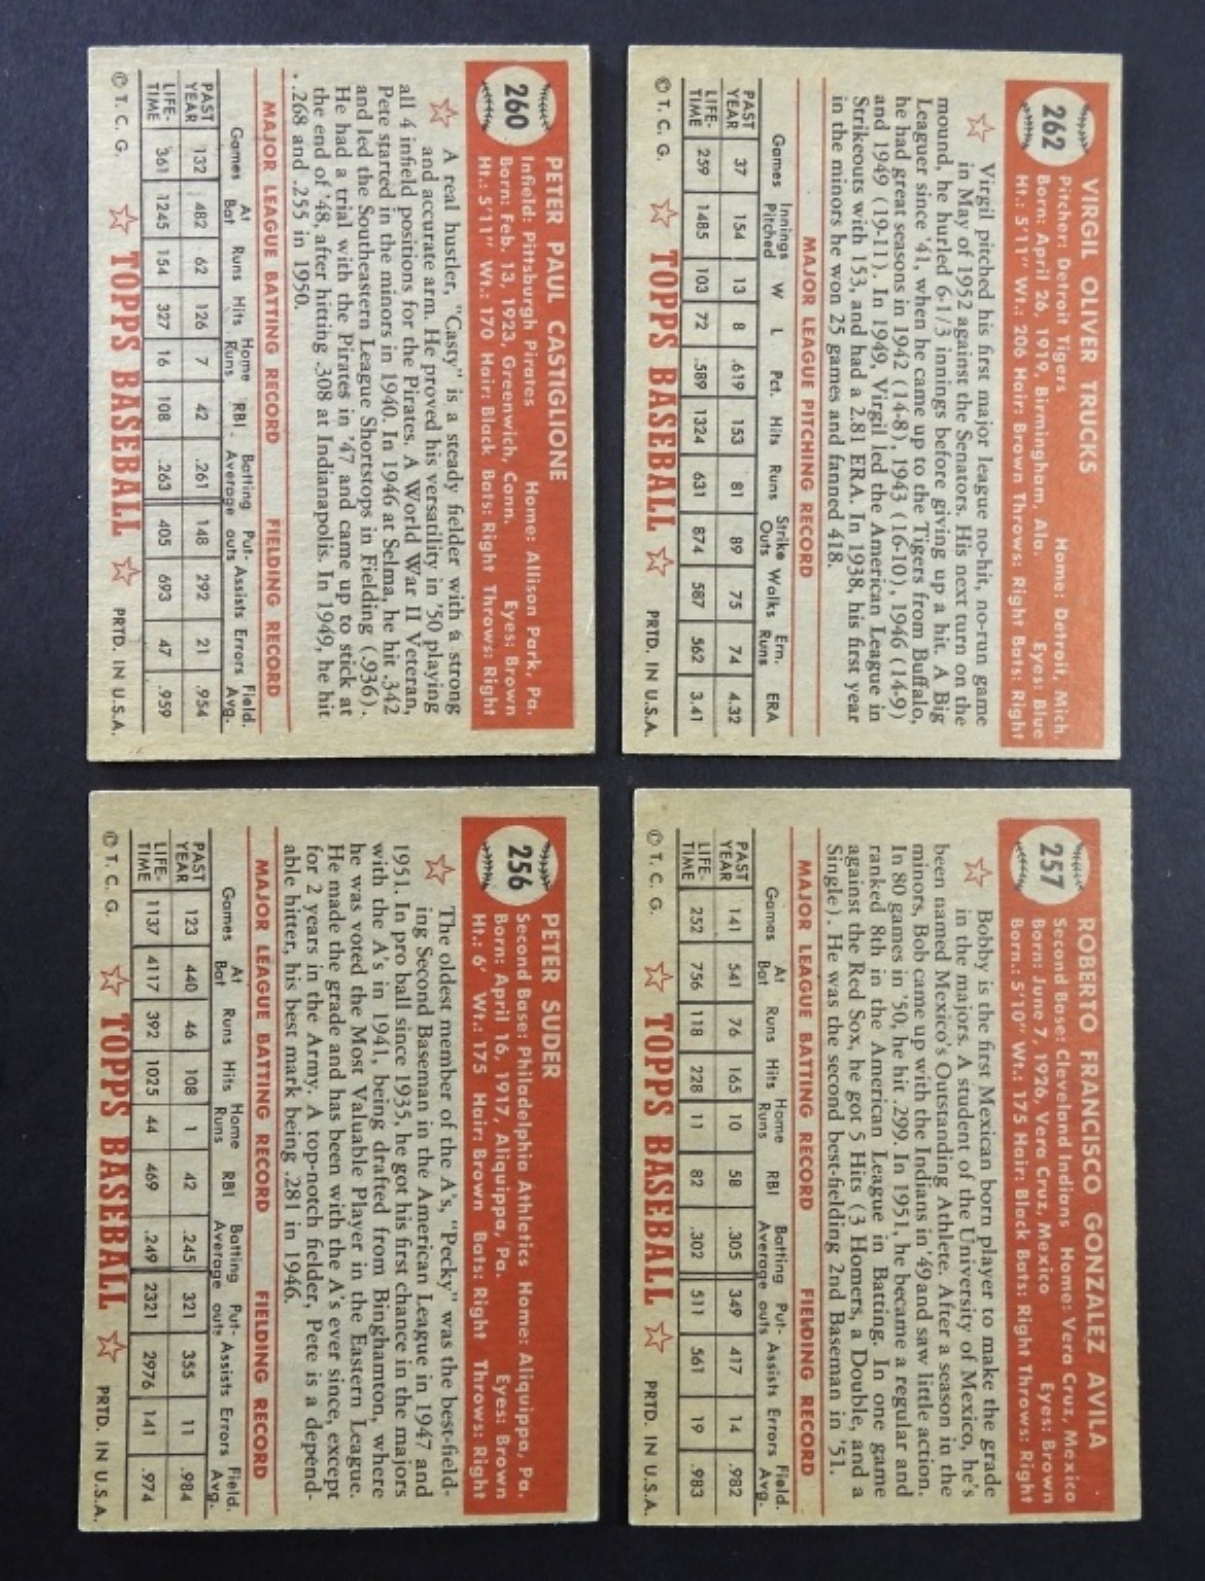 262
VIRGIL OLIVER TRUCKS
Pitcher: Detroit Tigers Home: Detroit, Mich.
Born: April 26, 1919, Birmingham, Ala. Eyes: Blue
Ht.: 5'11" Wt.: 206 Hair: Brown Throws: Right Bats: Right
Virgil pitched his first major league no-hit, no-run game
in May of 1952 against the Senators. His next turn on the
mound, he hurled 6-1/3 innings before giving up a hit. A Big
Leaguer since '41, when he came up to the Tigers from Buffalo,
he had great seasons in 1942 (14-8), 1943 (16-10), 1946 (14-9)
and 1949 (19-11). In 1949, Virgil led the American League in
Strikeouts with 153, and had a 2.81 ERA. In 1938, his first year
in the minors he won 25 games and fanned 418.
MAJOR LEAGUE PITCHING RECORD
Games Innings Pitched W L Pct. Hits Runs Strike Outs Walks Ern. Runs ERA
PAST YEAR 37 154 13 8 .619 153 81 89 75 74 4.32
LIFE-TIME 259 1485 103 72 .589 1324 631 874 587 562 3.41
© T. C. G. TOPPS BASEBALL PRTD. IN U.S.A.
257
ROBERTO FRANCISCO GONZALEZ AVILA
Second Base: Cleveland Indians Home: Vera Cruz, Mexico
Born: June 7, 1926, Vera Cruz, Mexico Eyes: Brown
Born.: 5'10" Wt.: 175 Hair: Black Bats: Right Throws: Right
Bobby is the first Mexican born player to make the grade
in the majors. A student of the University of Mexico, he's
been named Mexico's Outstanding Athlete. After a season in the
minors, Bob came up with the Indians in '49 and saw little action.
In 80 games in '50, he hit .299. In 1951, he became a regular and
ranked 8th in the American League in Batting. In one game
against the Red Sox, he got 5 Hits (3 Homers, a Double, and a
Single). He was the second best-fielding 2nd Baseman in '51.
MAJOR LEAGUE BATTING RECORD FIELDING RECORD
Games At Bat Runs Hits Home Runs RBI Batting Average Put-outs Assists Errors Field. Avg.
PAST YEAR 141 541 76 165 10 58 .305 349 417 14 .982
LIFE-TIME 252 756 118 228 11 82 .302 511 561 19 .983
© T. C. G. TOPPS BASEBALL PRTD. IN U.S.A.
260
PETER PAUL CASTIGLIONE
Infield: Pittsburgh Pirates Home: Allison Park, Pa.
Born: Feb. 13, 1923, Greenwich, Conn. Eyes: Brown
Ht.: 5'11" Wt.: 170 Hair: Black Bats: Right Throws: Right
A real hustler, "Casty" is a steady fielder with a strong
and accurate arm. He proved his versatility in '50 playing
all 4 infield positions for the Pirates. A World War II Veteran,
Pete started in the minors in 1940. In 1946 at Selma, he hit .342
and led the Southeastern League Shortstops in Fielding (.936).
He had a trial with the Pirates in '47 and came up to stick at
the end of '48, after hitting .308 at Indianapolis. In 1949, he hit
.268 and .255 in 1950.
MAJOR LEAGUE BATTING RECORD FIELDING RECORD
Games At Bat Runs Hits Home Runs RBI. Batting Average Put-outs Assists Errors Field. Avg.
PAST YEAR 132 482 62 126 7 42 .261 148 292 21 .954
LIFE-TIME 361 1245 154 327 16 108 .263 405 693 47 .959
© T. C. G. TOPPS BASEBALL PRTD. IN U.S.A.
256
PETER SUDER
Second Base: Philadelphia Athletics Home: Aliquippa, Pa.
Born: April 16, 1917, Aliquippa, Pa. Eyes: Brown
Ht.: 6' Wt.: 175 Hair: Brown Bats: Right Throws: Right
The oldest member of the A's, "Pecky" was the best-field-
ing Second Baseman in the American League in 1947 and
1951. In pro ball since 1935, he got his first chance in the majors
with the A's in 1941, being drafted from Binghamton, where
he was voted the Most Valuable Player in the Eastern League.
He made the grade and has been with the A's ever since, except
for 2 years in the Army. A top-notch fielder, Pete is a depend-
able hitter, his best mark being .281 in 1946.
MAJOR LEAGUE BATTING RECORD FIELDING RECORD
Games At Bat Runs Hits Home Runs RBI Batting Average Put-outs Assists Errors Field. Avg.
PAST YEAR 123 440 46 108 1 42 .245 321 355 11 .984
LIFE-TIME 1137 4117 392 1025 44 469 .249 2321 2976 141 .974
© T. C. G. TOPPS BASEBALL PRTD. IN U.S.A.